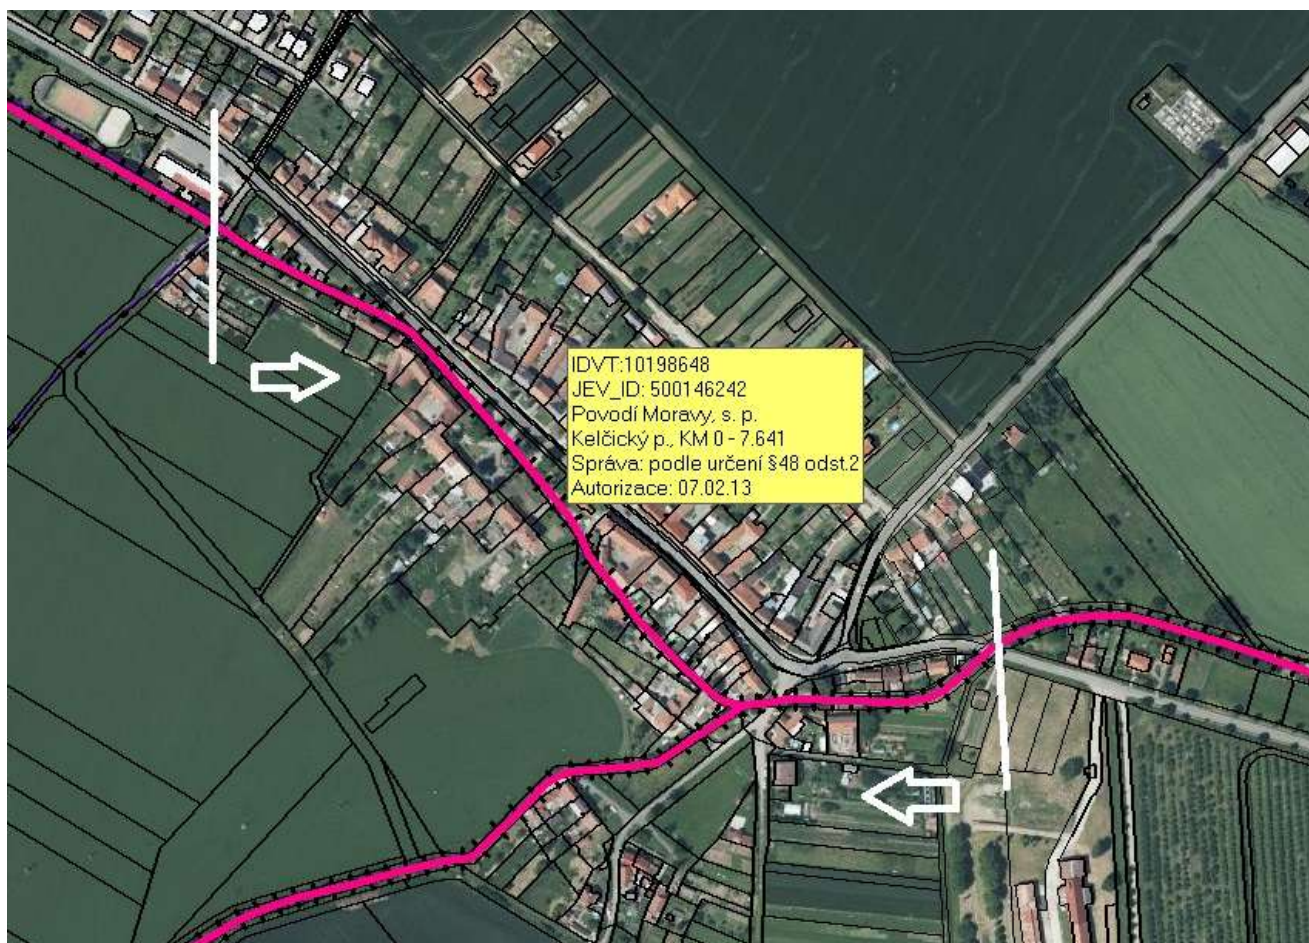 IDVT:10198648
JEV_ID: 500146242
Povodí Moravy, s. p.
Kelčický p., KM 0 - 7.641
Správa: podle určení §48 odst.2
Autorizace: 07.02.13